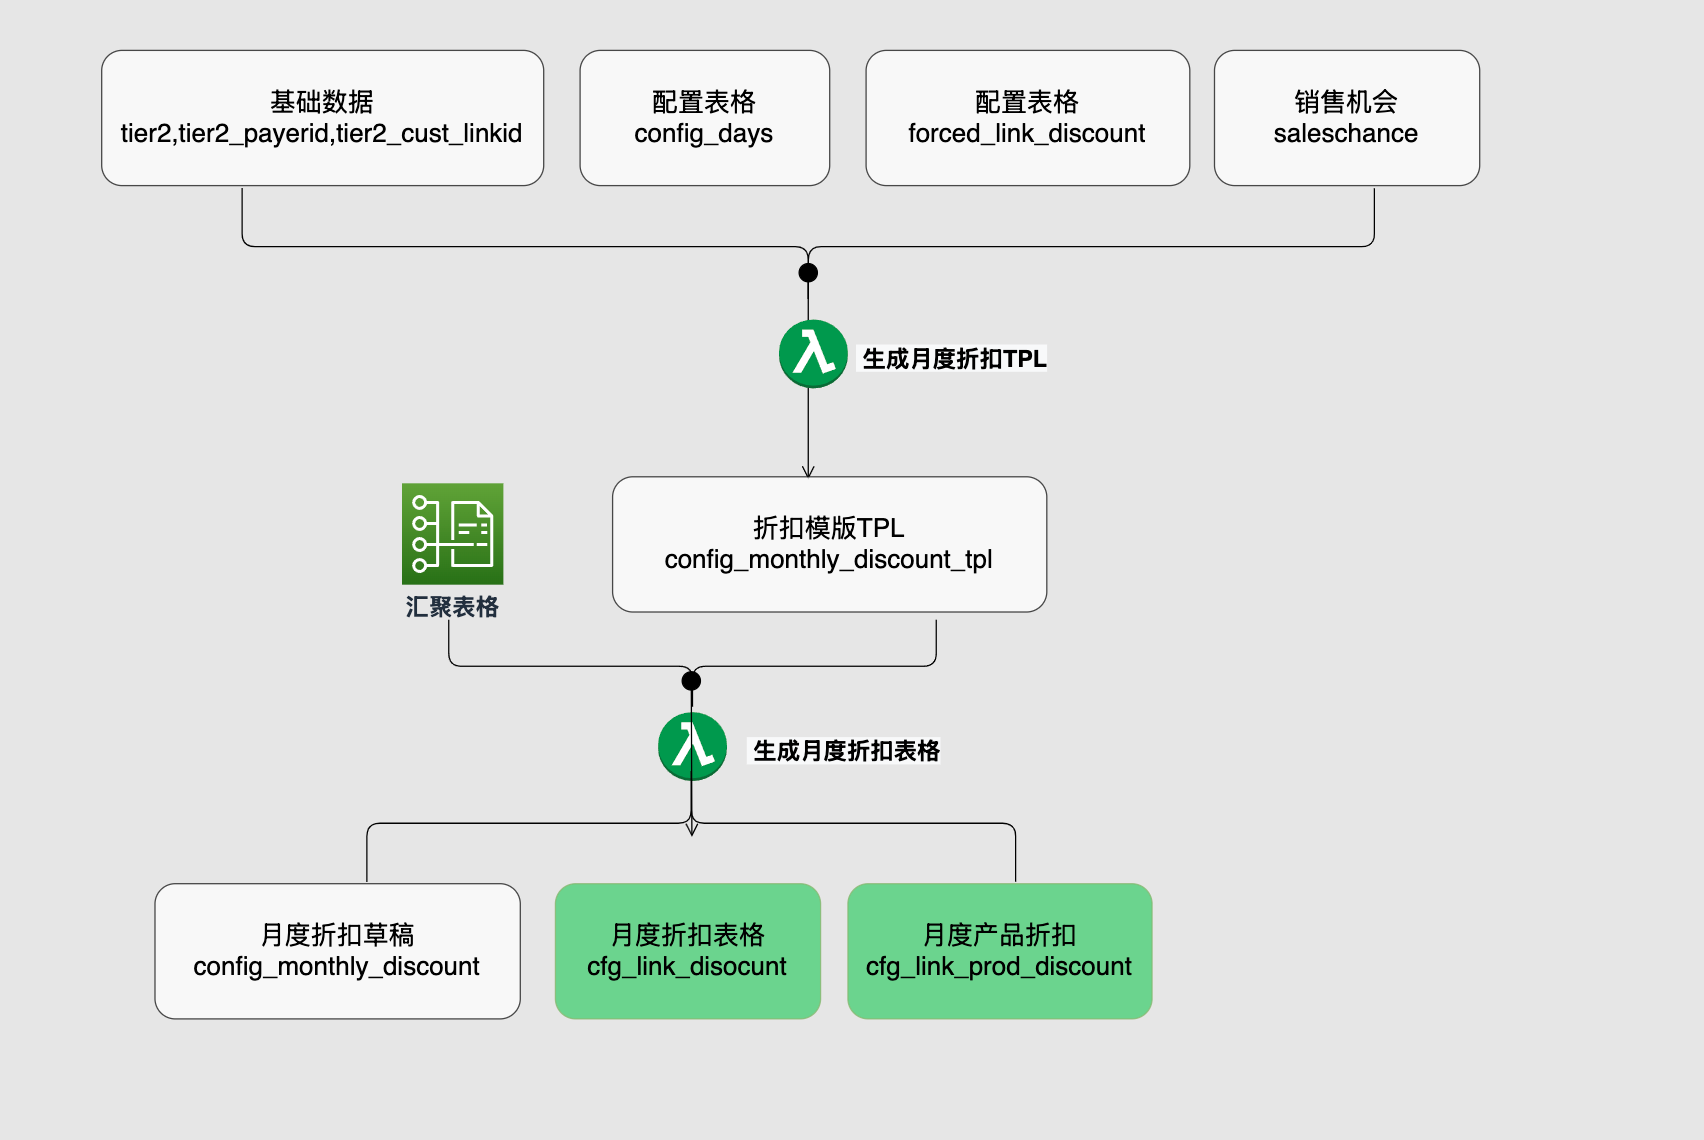 基础数据
tier2,tier2_payerid,tier2_cust_linkid
配置表格
config_days
配置表格
forced_link_discount
销售机会
saleschance
生成月度折扣TPL
折扣模版TPL
config_monthly_discount_tpl
汇聚表格
生成月度折扣表格
月度折扣草稿
config_monthly_discount
月度折扣表格
cfg_link_disocunt
月度产品折扣
cfg_link_prod_discount